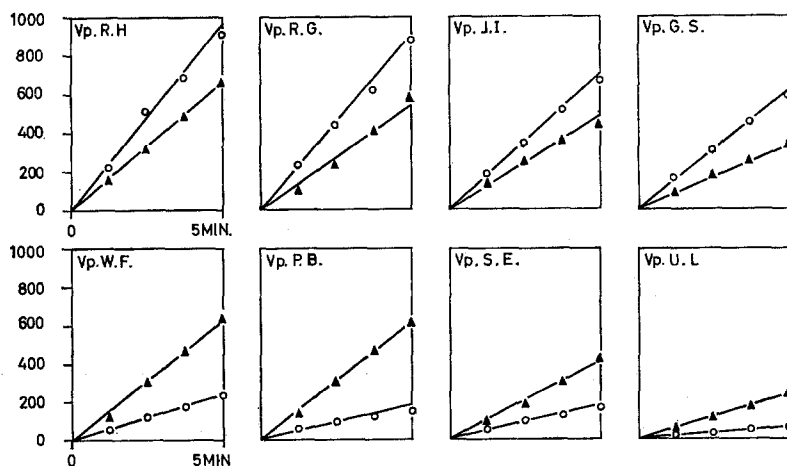 1000
800
600
400
200
0
Vp. R.H
Vp. R.G.
Vp. J.I.
Vp. G. S.
0
5MIN.
1000
800
600
400
200
0
Vp. W. F.
Vp. P. B.
Vp. S. E.
Vp. U. L
0
5MIN